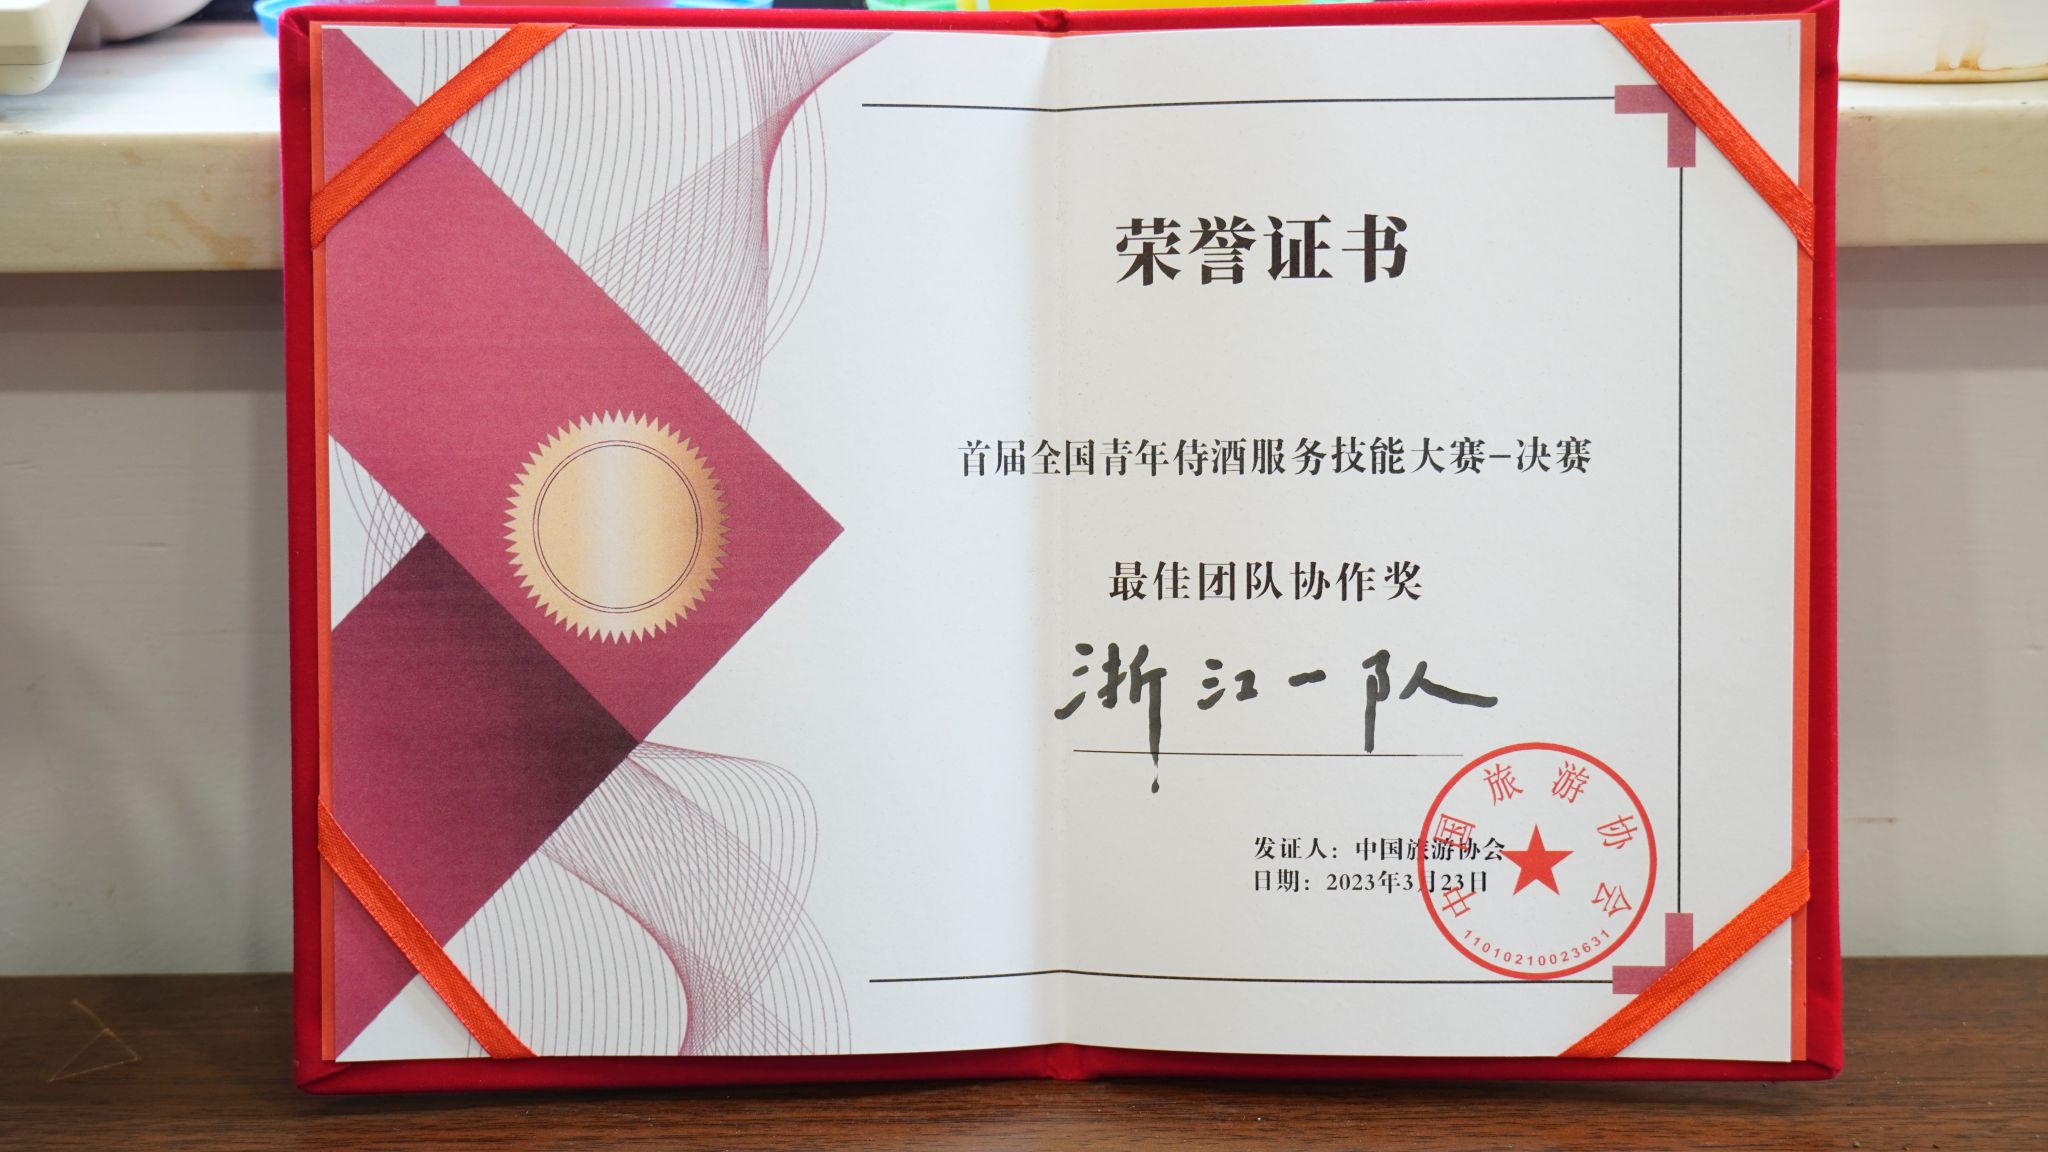 荣誉证书
首届全国青年侍酒服务技能大赛-决赛
最佳团队协作奖
浙江一队
发证人：中国旅游协会
日期：2023年3月23日
中国旅游协会
11010210023631